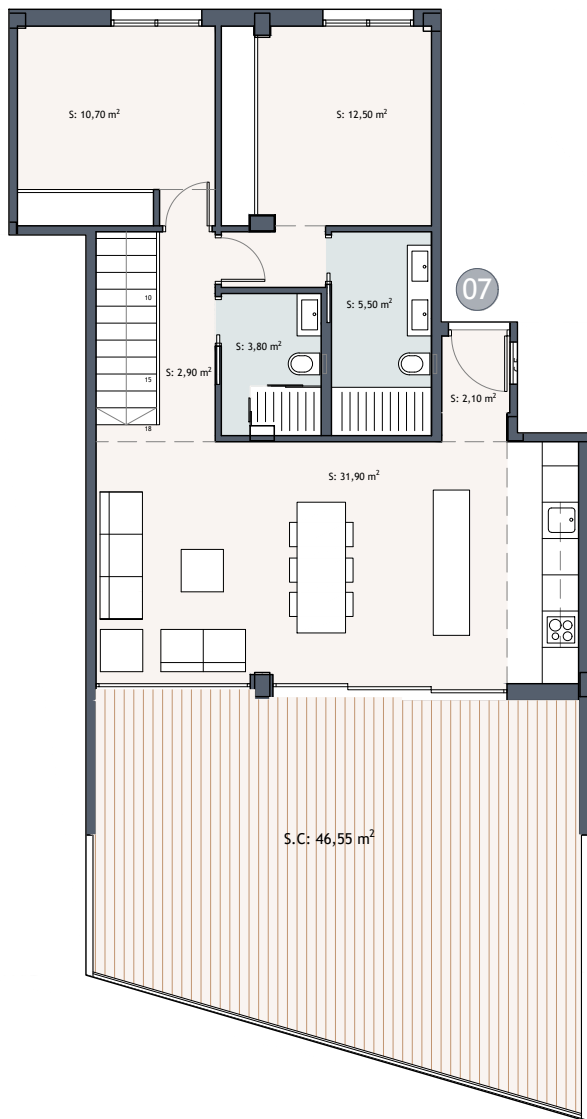 S: 10,70 m²
S: 12,50 m²
07
10
S: 5,50 m²
S: 3,80 m²
15
S: 2,90 m²
S: 2,10 m²
18
S: 31,90 m²
S.C: 46,55 m²